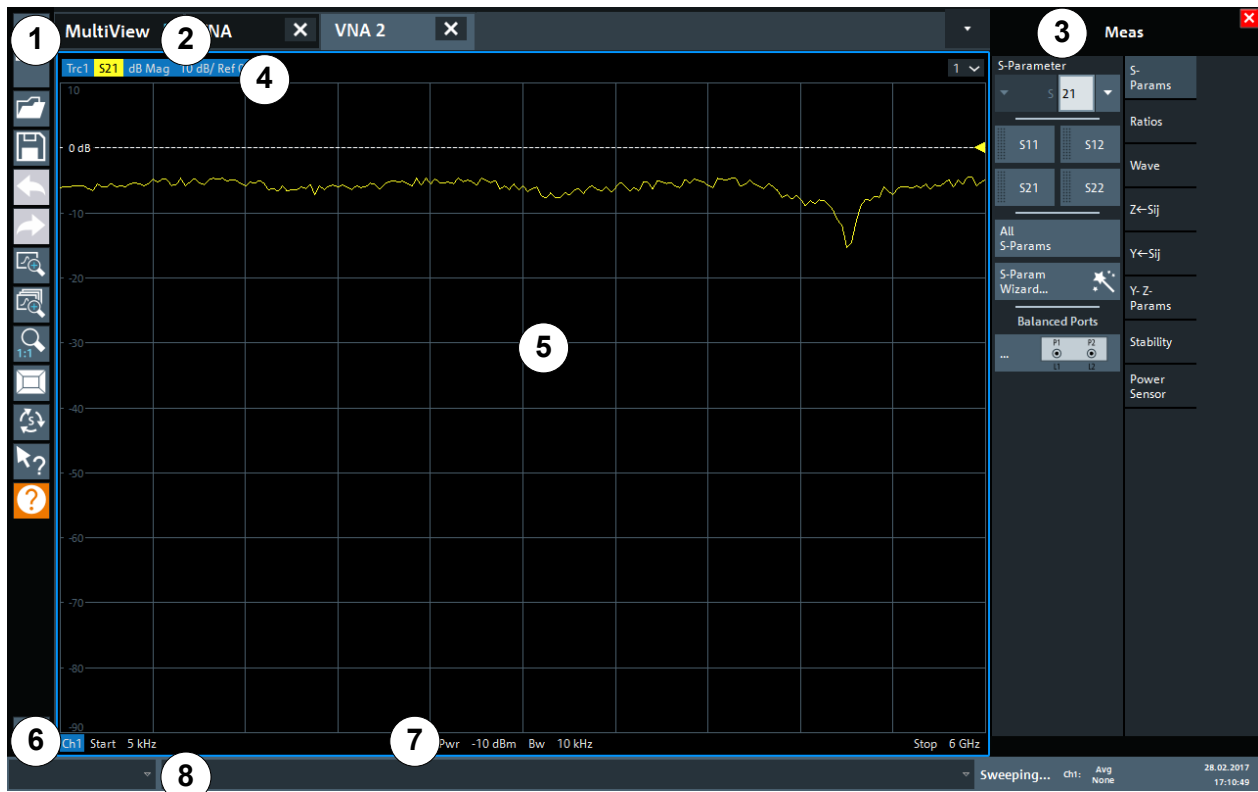 1
MultiView
2
NA
VNA 2
3
Meas
Trc1 S21 dB Mag 10 dB/ Ref
4
1
10
0 dB
-10
-20
-30
-40
-50
-60
-70
-80
-90
5
1:1
S
?
?
S-Parameter
S 21
S11 S12
S21 S22
All
S-Params
S-Param
Wizard...
Balanced Ports
...
P1 P2
L1 L2
S-
Params
Ratios
Wave
Z←Sij
Y←Sij
Y- Z-
Params
Stability
Power
Sensor
6
Ch1 Start 5 kHz
7
Pwr -10 dBm Bw 10 kHz
Stop 6 GHz
8
Sweeping... Ch1: Avg
None
28.02.2017
17:10:49